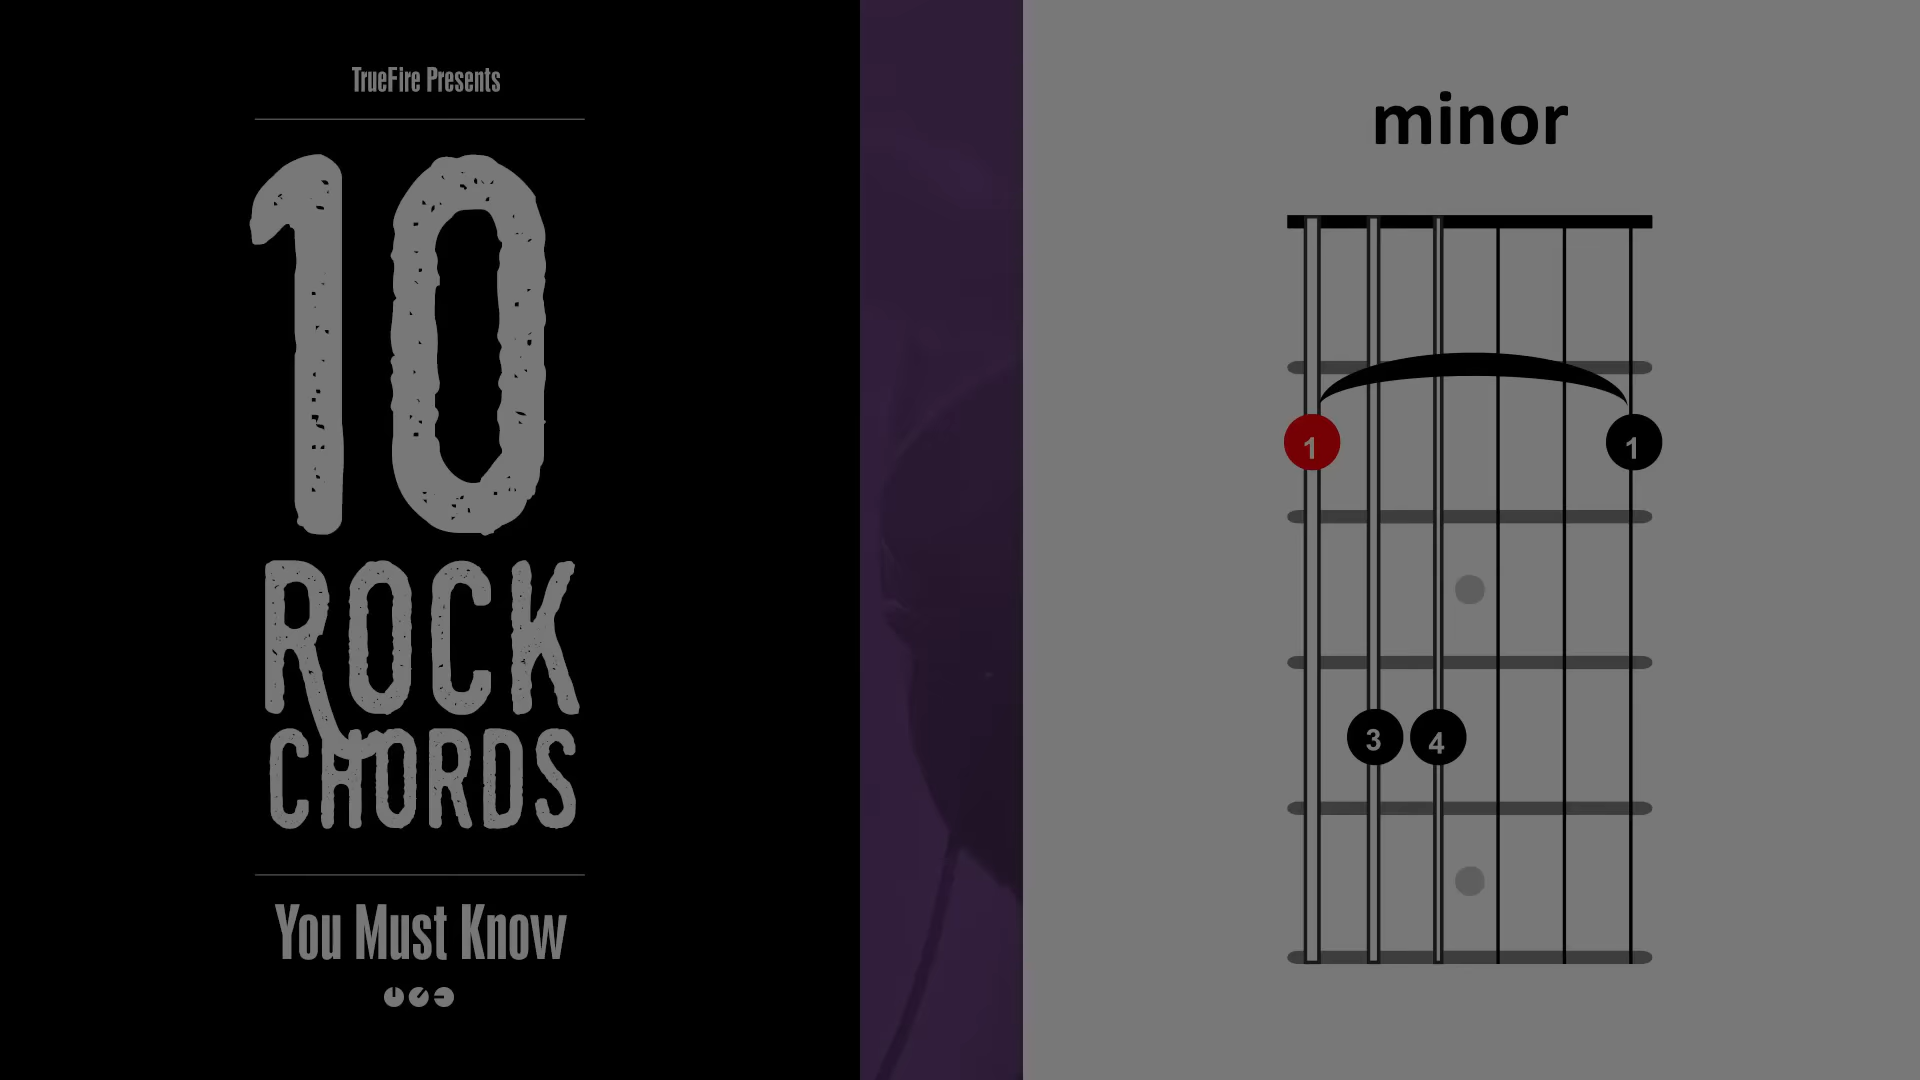 TrueFire Presents
10
ROCK
CHORDS
You Must Know
minor
1 1
3 4